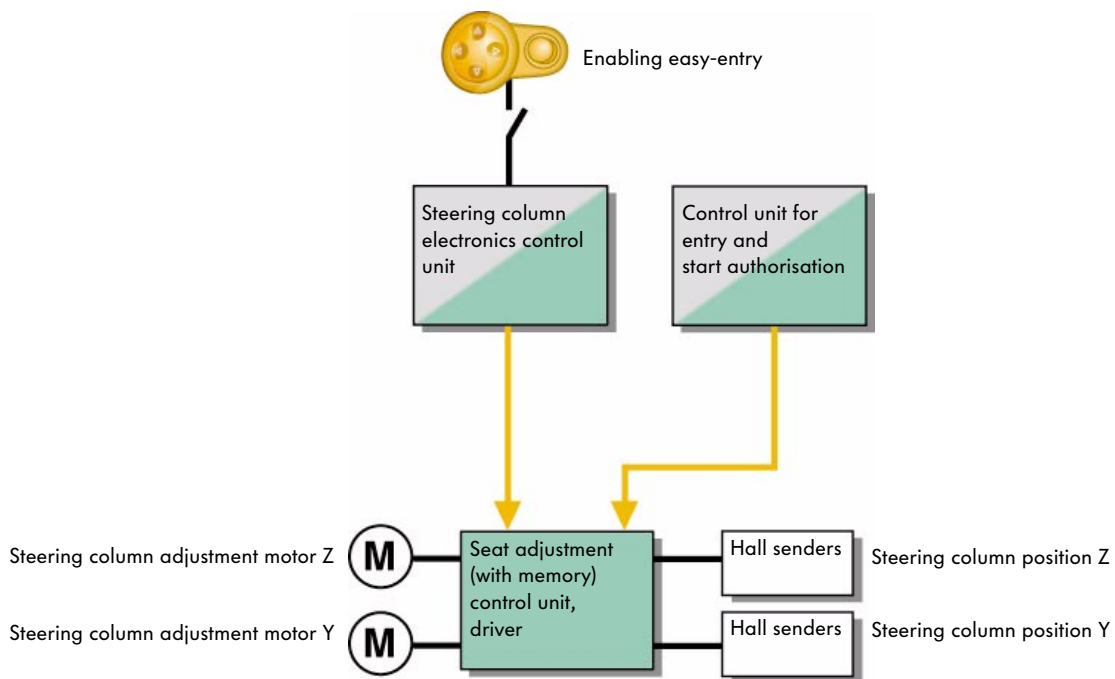 Enabling easy-entry
Steering column
electronics control
unit
Control unit for
entry and
start authorisation
Steering column adjustment motor Z
M
Seat adjustment
(with memory)
control unit,
driver
Hall senders
Steering column position Z
Steering column adjustment motor Y
M
Hall senders
Steering column position Y